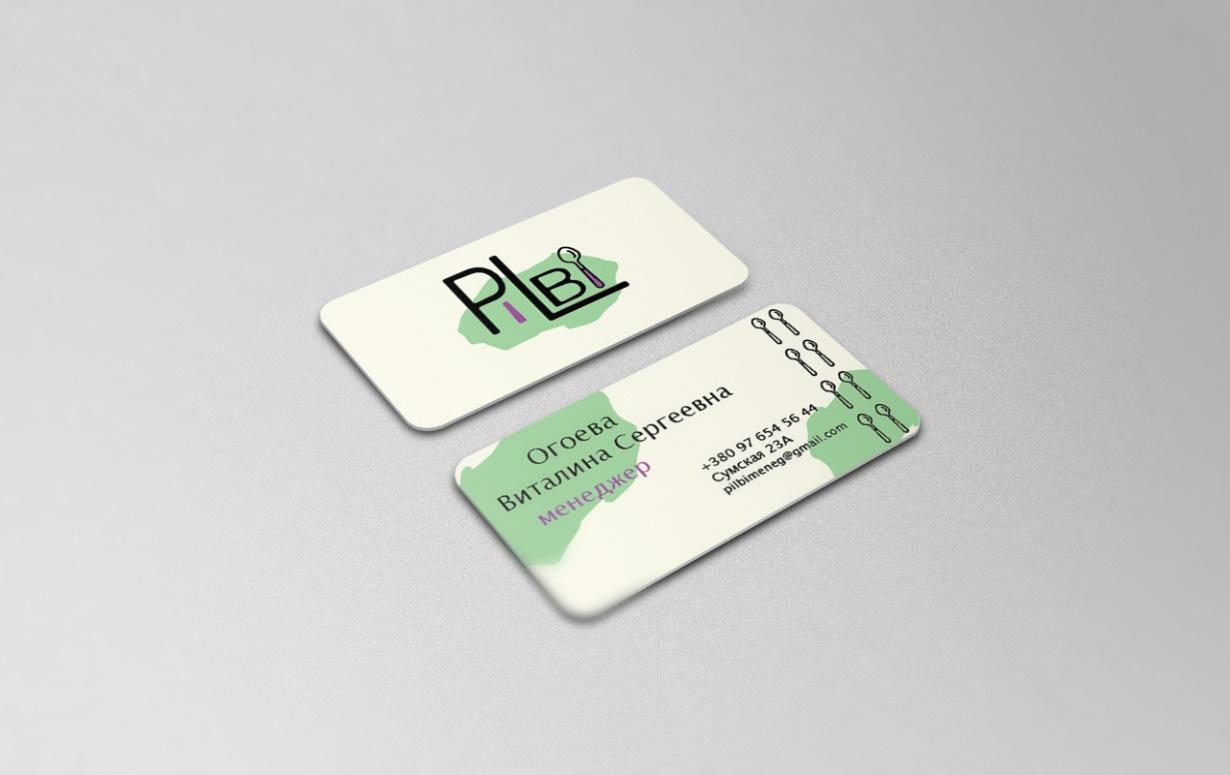 PiLBi
Огоева
Виталина Сергеевна
менеджер
+380 97 654 56 44
Сумская 23А
pilbimeneg@gmail.com